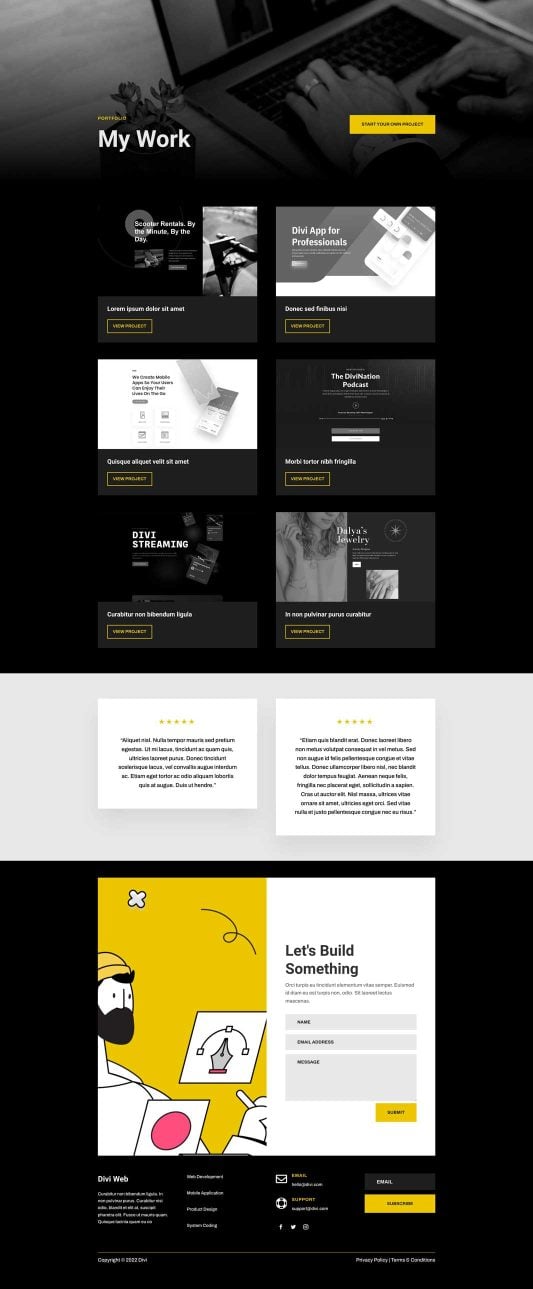 PORTFOLIO
My Work
START YOUR OWN PROJECT
Scooter Rentals. By
the Minute, By the
Day.
Lorem ipsum dolor sit amet
VIEW PROJECT
Divi App for
Professionals
Donec sed finibus nisi
VIEW PROJECT
We Create Mobile
Apps So Your Users
Can Enjoy Their
Lives On The Go
Quisque aliquet velit sit amet
VIEW PROJECT
The DiviNation
Podcast
Morbi tortor nibh fringilla
VIEW PROJECT
DIVI
STREAMING
Curabitur non bibendum ligula
VIEW PROJECT
Dalya's
Jewelry
In non pulvinar purus curabitur
VIEW PROJECT
★★★★★
"Aliquet nisl. Nulla tempor mauris sed pretium
egestas. Ut mi lacus, tincidunt ac quam quis,
ultricies laoreet purus. Donec tincidunt
scelerisque lacus, vel convallis augue interdum
ac. Etiam eget tortor ac odio aliquam lobortis
quis at augue. Duis ut hendre."
★★★★★
"Etiam quis blandit erat. Donec laoreet libero
non metus volutpat consequat in vel metus. Sed
non augue id felis pellentesque congue et vitae
tellus. Donec ullamcorper libero nisl, nec blandit
dolor tempus feugiat. Aenean neque felis,
fringilla nec placerat eget, sollicitudin a sapien.
Cras ut auctor elit. Nisl massa, ultrices vitae
ornare sit amet, ultricies eget orci. Sed vitae
nulla et justo pellentesque congue nec eu risus."
Let's Build
Something
Orci turpis eu tincidunt elementum vitae semper. Euismod
id diam eu est turpis non, odio. Sit laoreet lectus
maecenas.
NAME
EMAIL ADDRESS
MESSAGE
SUBMIT
Divi Web
Curabitur non bibendum ligula. In
non pulvinar purus. Curabitur nisi
odio, blandit et elit at, suscipit
pharetra elit. Fusce ut mauris quam.
Quisque lacinia quam eu co
Web Development
Mobile Application
Product Design
System Coding
EMAIL
hello@divi.com
SUPPORT
support@divi.com
EMAIL
SUBSCRIBE
Copyright © 2022 Divi
Privacy Policy | Terms & Conditions